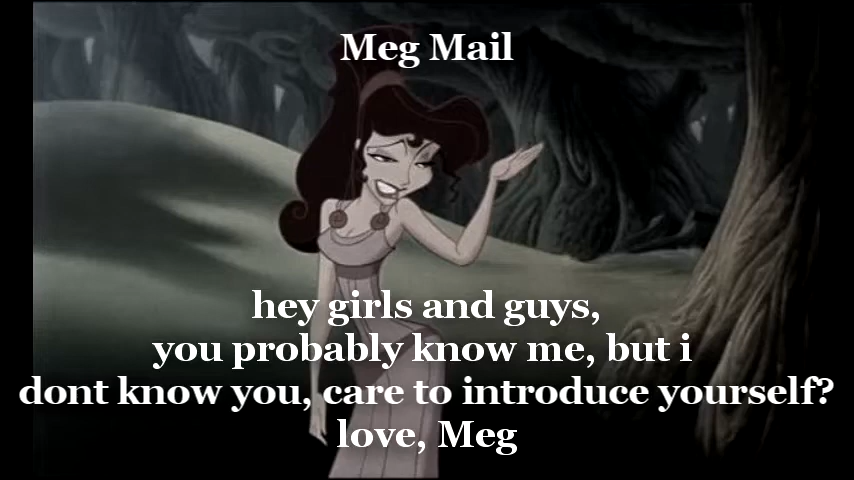 Meg Mail
hey girls and guys,
you probably know me, but i
dont know you, care to introduce yourself?
love, Meg